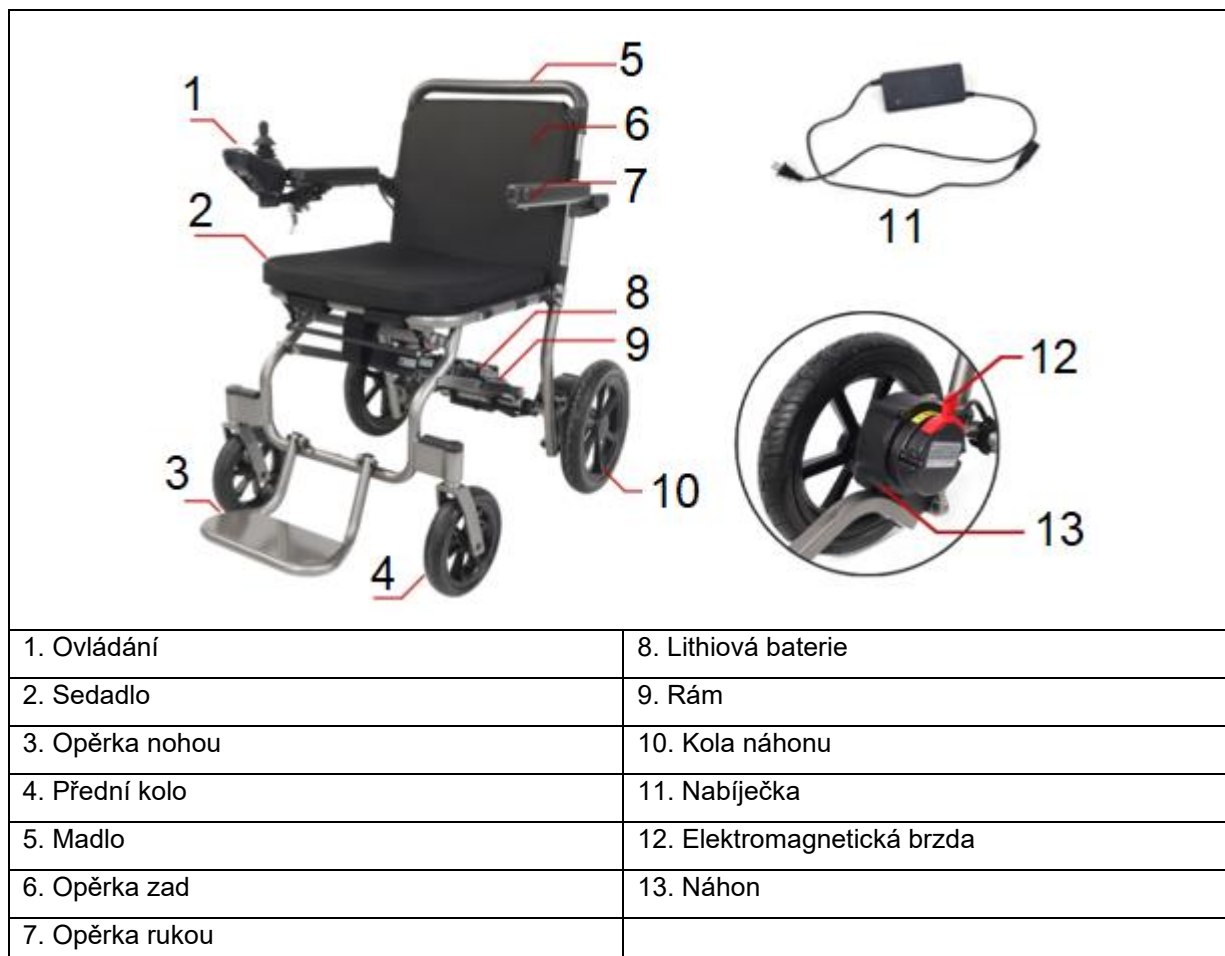 5
1
6
7
2
11
8
9
12
3
10
13
4
1. Ovládání
8. Lithiová baterie
2. Sedadlo
9. Rám
3. Opěrka nohou
10. Kola náhonu
4. Přední kolo
11. Nabíječka
5. Madlo
12. Elektromagnetická brzda
6. Opěrka zad
13. Náhon
7. Opěrka rukou